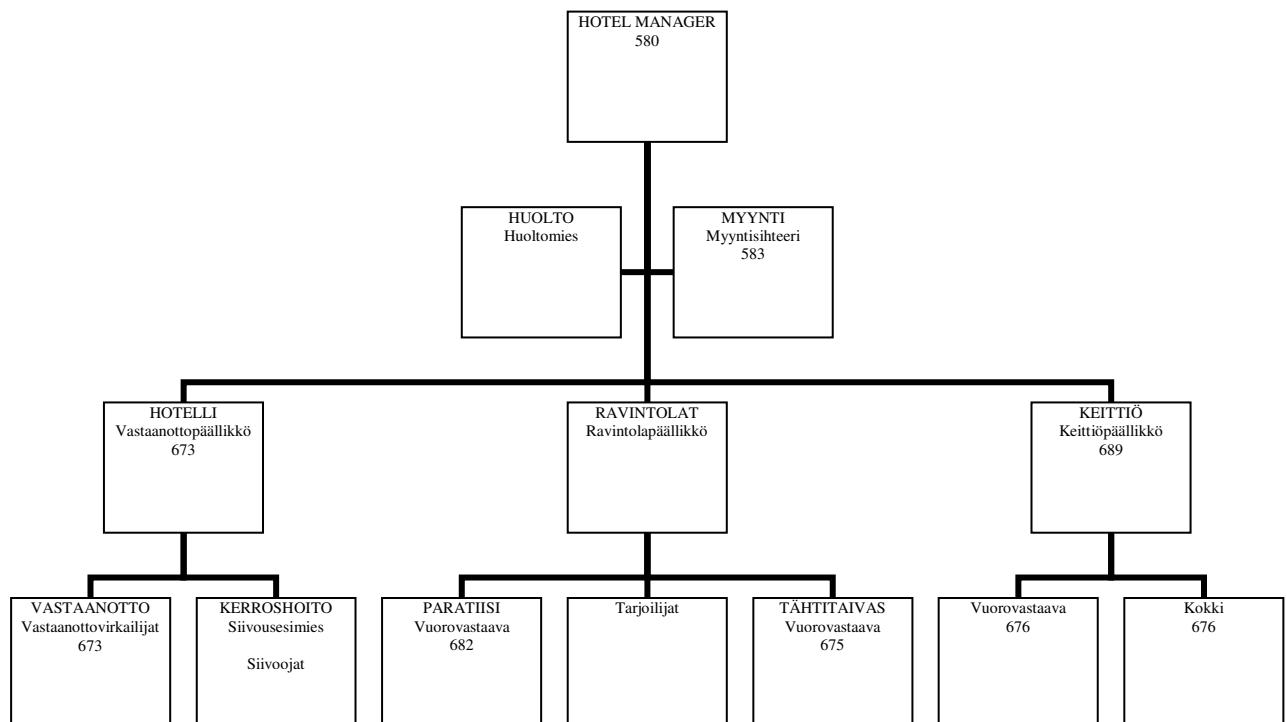 HOTEL MANAGER
580
HUOLTO
Huoltomies
MYYNTI
Myyntisihteeri
583
HOTELLI
Vastaanottopäällikkö
673
RAVINTOLAT
Ravintolapäällikkö
KEITTIÖ
Keittiöpäällikkö
689
VASTAANOTTO
Vastaanottovirkailijat
673
KERROSHOITO
Siivousesimies
Siivoojat
PARATIISI
Vuorovastaava
682
Tarjoilijat
TÄHTITAIVAS
Vuorovastaava
675
Vuorovastaava
676
Kokki
676